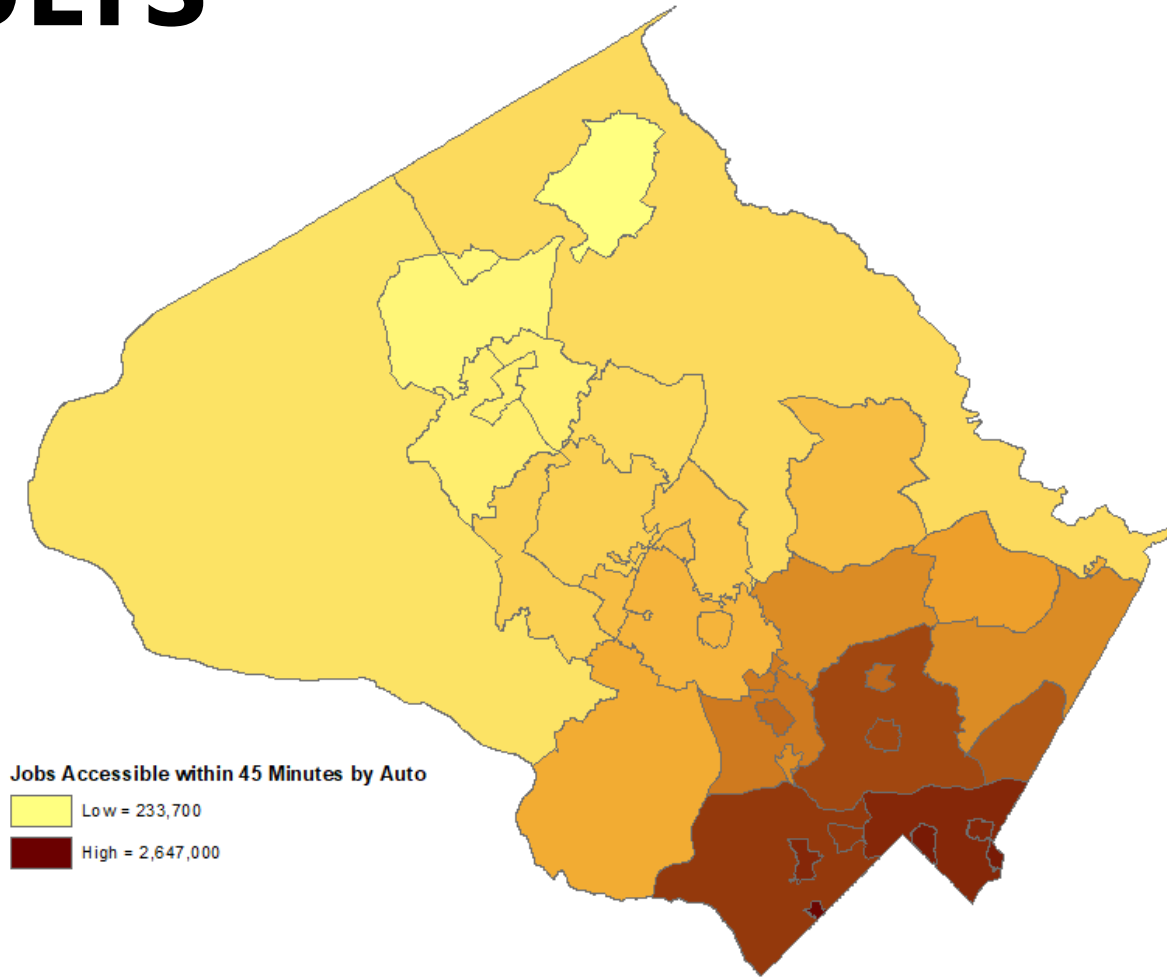 Jobs Accessible within 45 Minutes by Auto
Low = 233,700
High = 2,647,000